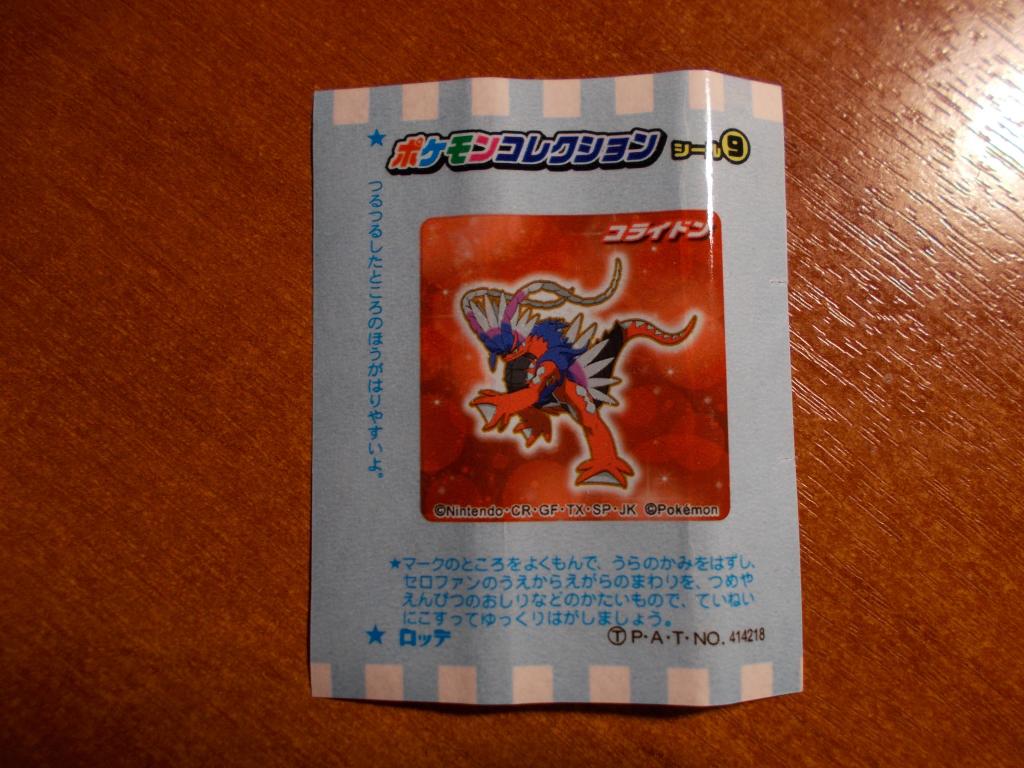 ポケモンコレクション シール9
つるつるしたところのほうがはりやすいよ。
コライドン
©Nintendo・CR・GF・TX・SP・JK ©Pokémon
★マークのところをよくもんで、うらのかみをはずし、
セロファンのうえからえがらのまわりを、つめや
えんぴつのおしりなどのかたいもので、ていねい
にこすってゆっくりはがしましょう。
★ ロッテ
Ⓣ P・A・T・NO. 414218